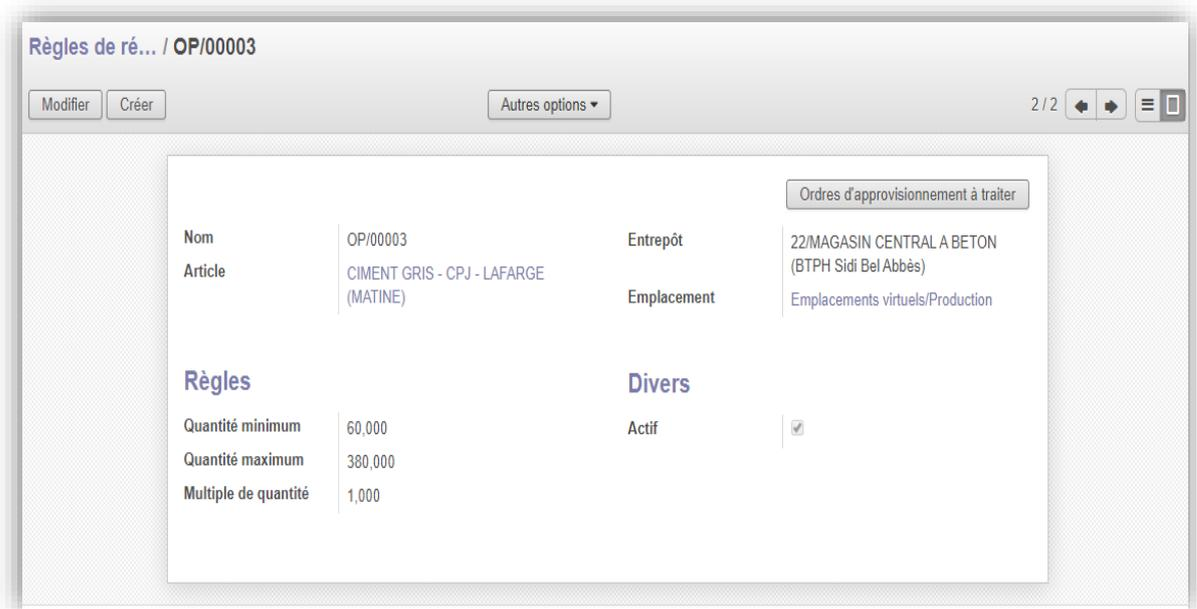 Règles de ré... / OP/00003
Modifier Créer Autres options 2 / 2
Ordres d'approvisionnement à traiter
Nom OP/00003
Article CIMENT GRIS - CPJ - LAFARGE
(MATINE)
Entrepôt 22/MAGASIN CENTRAL A BETON
(BTPH Sidi Bel Abbès)
Emplacement Emplacements virtuels/Production
Règles
Quantité minimum 60,000
Quantité maximum 380,000
Multiple de quantité 1,000
Divers
Actif